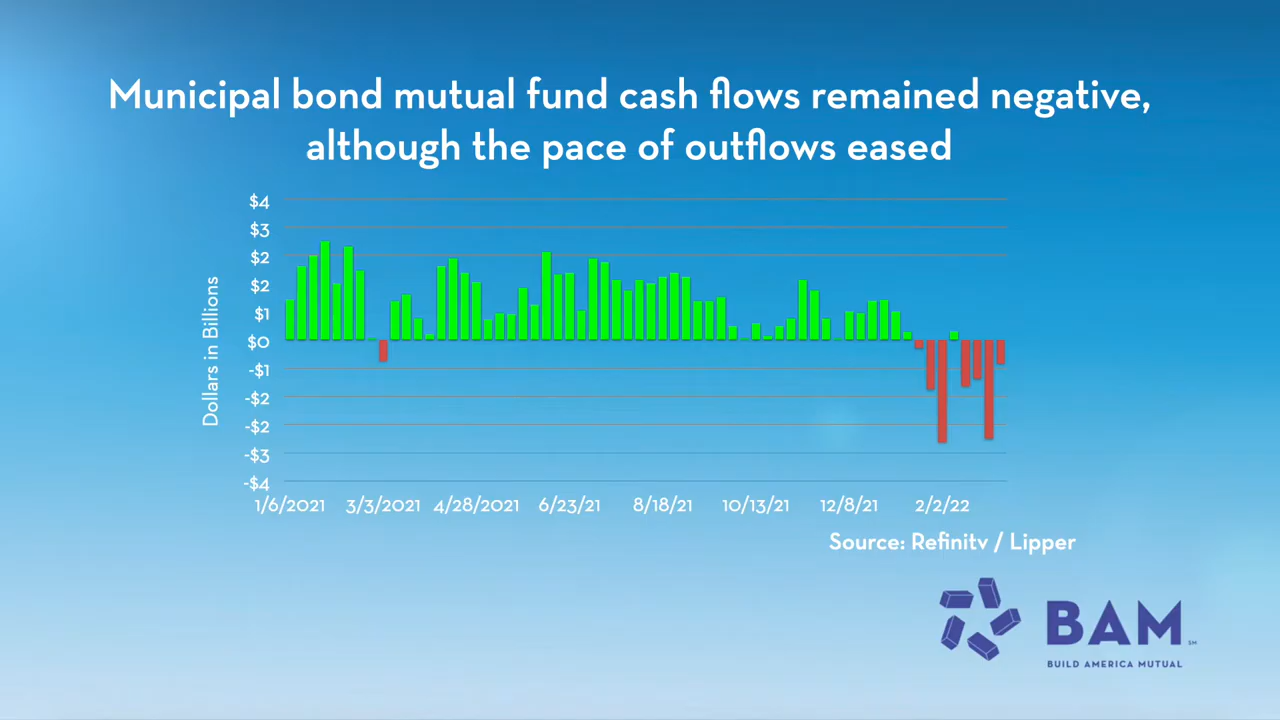 Municipal bond mutual fund cash flows remained negative,
although the pace of outflows eased
$4
$3
$2
$2
$1
$0
-$1
-$2
-$2
-$3
-$4
Dollars in Billions
1/6/2021 3/3/2021 4/28/2021 6/23/21 8/18/21 10/13/21 12/8/21 2/2/22
Source: Refinitv / Lipper
BAM SM
BUILD AMERICA MUTUAL